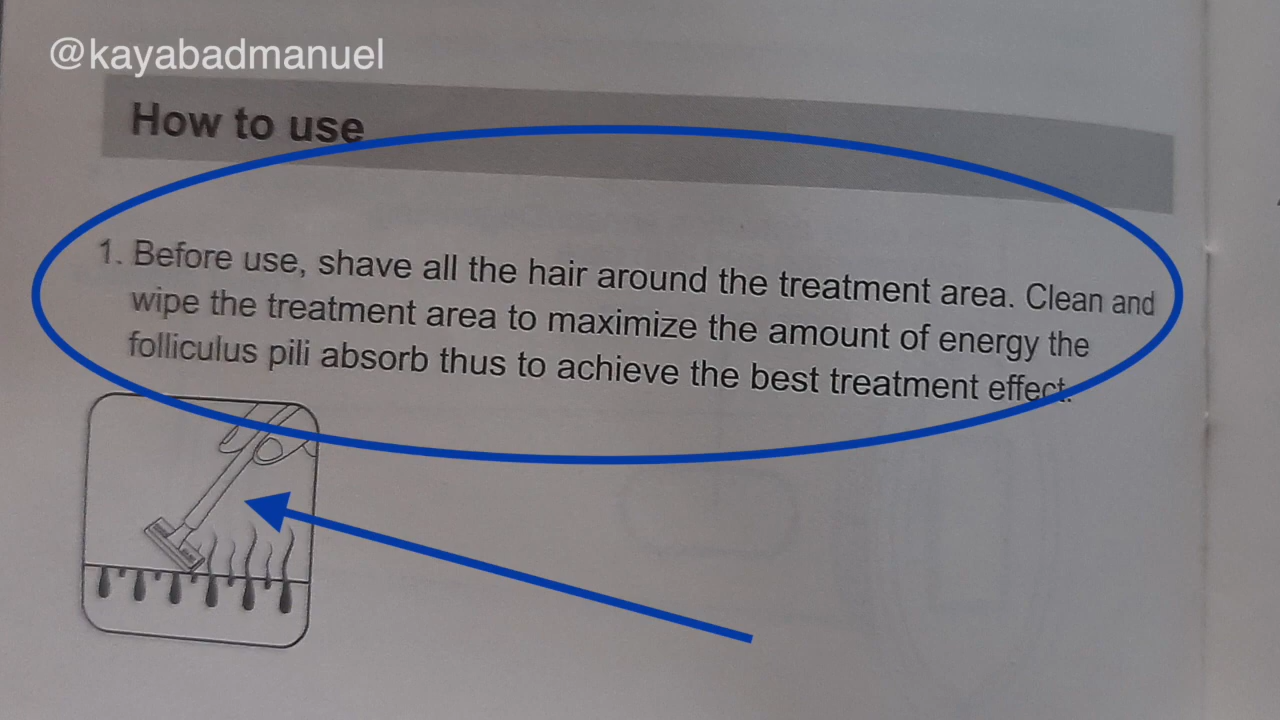 @kayabadmanuel
How to use
1. Before use, shave all the hair around the treatment area. Clean and
wipe the treatment area to maximize the amount of energy the
folliculus pili absorb thus to achieve the best treatment effect.